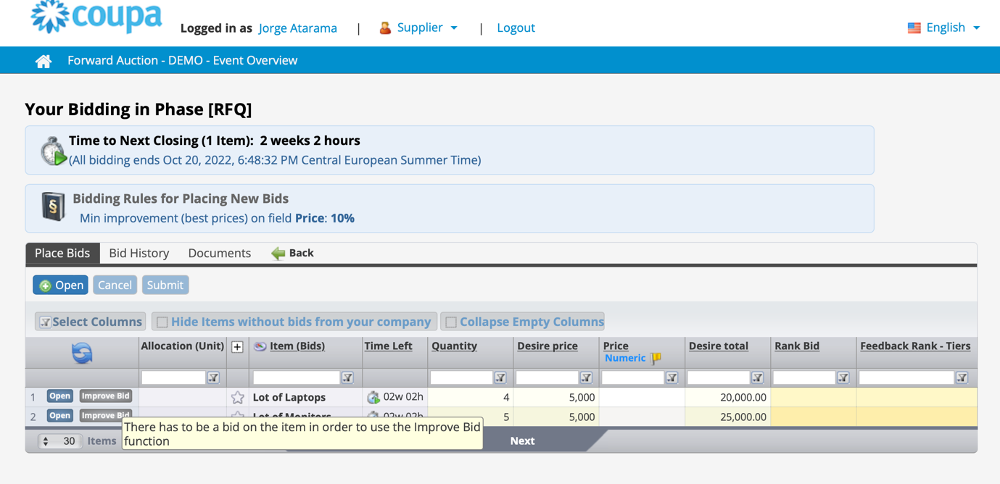 coupa
Logged in as Jorge Atarama | Supplier | Logout English
Forward Auction - DEMO - Event Overview
Your Bidding in Phase [RFQ]
Time to Next Closing (1 Item): 2 weeks 2 hours
(All bidding ends Oct 20, 2022, 6:48:32 PM Central European Summer Time)
§
Bidding Rules for Placing New Bids
Min improvement (best prices) on field Price: 10%
Place Bids Bid History Documents Back
Open Cancel Submit
Select Columns Hide Items without bids from your company Collapse Empty Columns
Allocation (Unit) + Item (Bids) Time Left Quantity Desire price Price Desire total Rank Bid Feedback Rank - Tiers
Numeric
1 Open Improve Bid Lot of Laptops 02w 02h 4 5,000 20,000.00
2 Open Improve Bid Lot of Monitors 02w 02h 5 5,000 25,000.00
There has to be a bid on the item in order to use the Improve Bid
function
30 Items Next